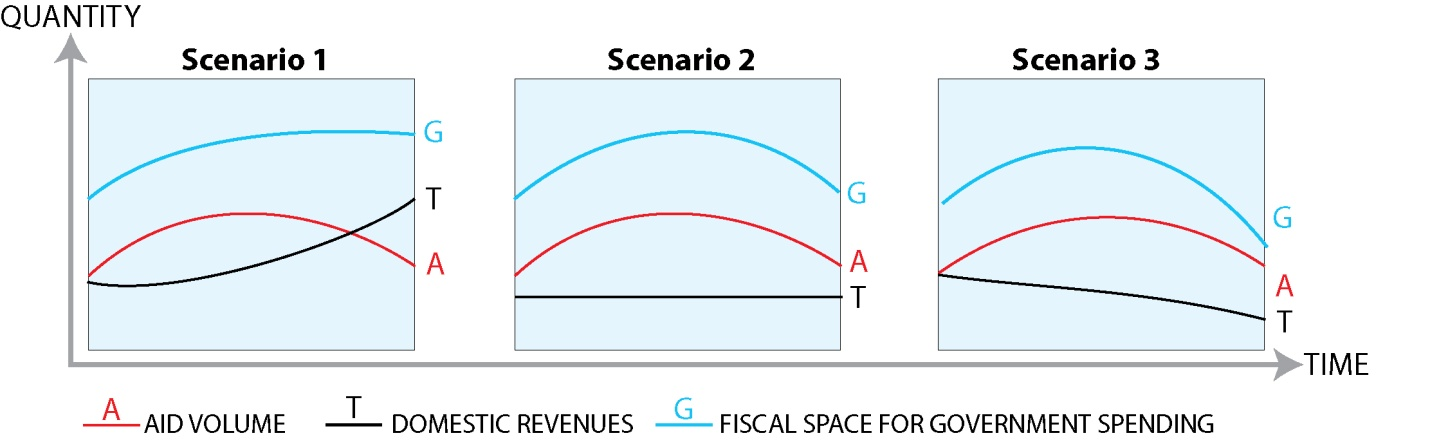 QUANTITY
Scenario 1
Scenario 2
Scenario 3
G
T
A
G
A
T
G
A
T
TIME
A AID VOLUME T DOMESTIC REVENUES G FISCAL SPACE FOR GOVERNMENT SPENDING